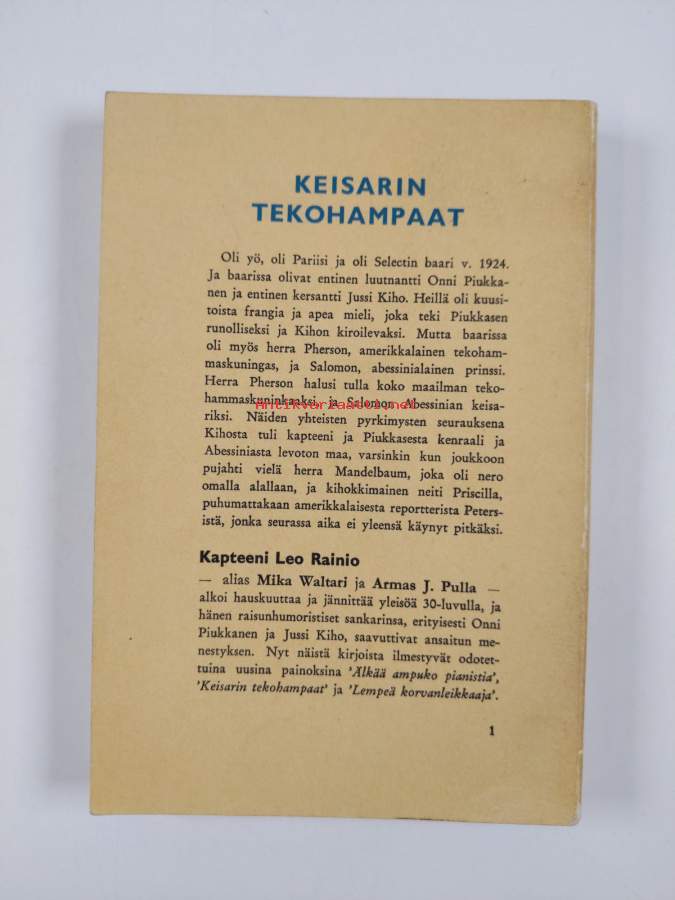 KEISARIN
TEKOHAMPAAT
Oli yö, oli Pariisi ja oli Selectin baari v. 1924.
Ja baarissa olivat entinen luutnantti Onni Piukka-
nen ja entinen kersantti Jussi Kiho. Heillä oli kuusi-
toista frangia ja apea mieli, joka teki Piukkasen
runolliseksi ja Kihon kiroilevaksi. Mutta baarissa
oli myös herra Pherson, amerikkalainen tekoham-
maskuningas, ja Salomon, abessinialainen prinssi.
Herra Pherson halusi tulla koko maailman teko-
hammaskuninkaaksi ja Salomon Abessinian keisa-
Antikvariaatti.net
riksi. Näiden yhteisten pyrkimysten seurauksena
Kihosta tuli kapteeni ja Piukkasesta kenraali ja
Abessiniasta levoton maa, varsinkin kun joukkoon
pujahti vielä herra Mandelbaum, joka oli nero
omalla alallaan, ja kihokkimainen neiti Priscilla,
puhumattakaan amerikkalaisesta reportterista Peters-
istä, jonka seurassa aika ei yleensä käynyt pitkäksi.
Kapteeni Leo Rainio
— alias Mika Waltari ja Armas J. Pulla —
alkoi hauskuuttaa ja jännittää yleisöä 30-luvulla, ja
hänen raisunhumoristiset sankarinsa, erityisesti Onni
Piukkanen ja Jussi Kiho, saavuttivat ansaitun me-
nestyksen. Nyt näistä kirjoista ilmestyvät odotet-
tuina uusina painoksina 'Älkää ampuko pianistia',
'Keisarin tekohampaat' ja 'Lempeä korvanleikkaaja'.
1